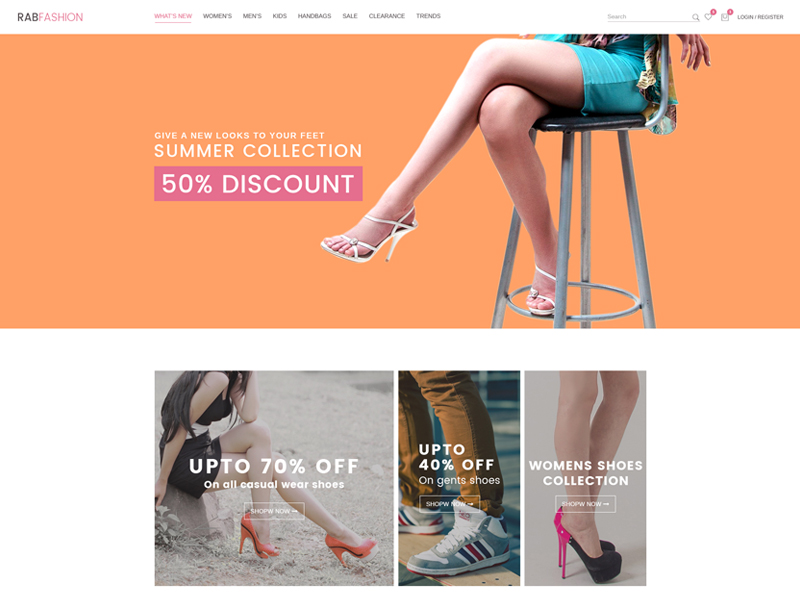 RABFASHION
WHAT'S NEW WOMEN'S MEN'S KIDS HANDBAGS SALE CLEARANCE TRENDS
Search
LOGIN / REGISTER
GIVE A NEW LOOKS TO YOUR FEET
SUMMER COLLECTION
50% DISCOUNT
UPTO 70% OFF
On all casual wear shoes
SHOPW NOW
UPTO
40% OFF
On gents shoes
SHOPW NOW
WOMENS SHOES
COLLECTION
SHOPW NOW